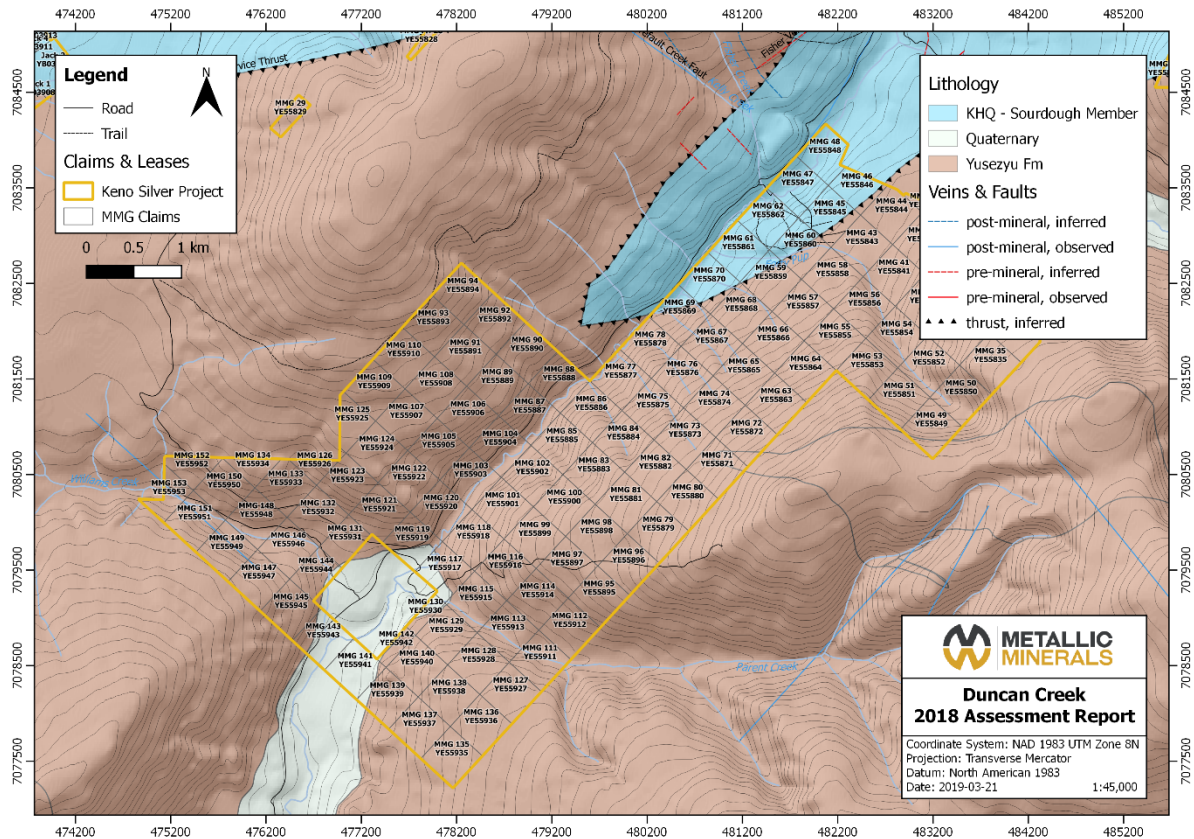 474200 475200 476200 477200 478200 479200 480200 481200 482200 483200 484200 485200
7084500
7083500
7082500
7081500
7080500
7079500
7078500
7077500
Legend
N
Road
Trail
Claims & Leases
Keno Silver Project
MMG Claims
0 0.5 1 km
Lithology
KHQ - Sourdough Member
Quaternary
Yusezyu Fm
Veins & Faults
post-mineral, inferred
post-mineral, observed
pre-mineral, inferred
pre-mineral, observed
thrust, inferred
YE55828
MMG 29
YE55829
MMG 48
YE55848
MMG 47
YE55847
MMG 46
YE55846
MMG 62
YE55862
MMG 45
YE55845
MMG 44
YE55844
MMG 61
YE55861
MMG 60
YE55860
MMG 43
YE55843
MMG 70
YE55870
MMG 59
YE55859
MMG 58
YE55858
MMG 41
YE55841
MMG 94
YE55894
MMG 93
YE55893
MMG 92
YE55892
MMG 69
YE55869
MMG 68
YE55868
MMG 57
YE55857
MMG 56
YE55856
MMG 110
YE55910
MMG 91
YE55891
MMG 90
YE55890
MMG 78
YE55878
MMG 67
YE55867
MMG 66
YE55866
MMG 55
YE55855
MMG 54
YE55854
MMG 109
YE55909
MMG 108
YE55908
MMG 89
YE55889
MMG 88
YE55888
MMG 77
YE55877
MMG 76
YE55876
MMG 65
YE55865
MMG 64
YE55864
MMG 53
YE55853
MMG 52
YE55852
MMG 35
YE55835
MMG 125
YE55925
MMG 107
YE55907
MMG 106
YE55906
MMG 87
YE55887
MMG 86
YE55886
MMG 75
YE55875
MMG 74
YE55874
MMG 63
YE55863
MMG 51
YE55851
MMG 50
YE55850
MMG 49
YE55849
MMG 124
YE55924
MMG 105
YE55905
MMG 104
YE55904
MMG 85
YE55885
MMG 84
YE55884
MMG 73
YE55873
MMG 72
YE55872
MMG 152
YE55952
MMG 134
YE55934
MMG 126
YE55926
MMG 123
YE55923
MMG 122
YE55922
MMG 103
YE55903
MMG 102
YE55902
MMG 83
YE55883
MMG 82
YE55882
MMG 71
YE55871
MMG 153
YE55953
MMG 150
YE55950
MMG 133
YE55933
MMG 121
YE55921
MMG 120
YE55920
MMG 101
YE55901
MMG 100
YE55900
MMG 81
YE55881
MMG 80
YE55880
MMG 151
YE55951
MMG 148
YE55948
MMG 132
YE55932
MMG 131
YE55931
MMG 119
YE55919
MMG 118
YE55918
MMG 99
YE55899
MMG 98
YE55898
MMG 79
YE55879
MMG 149
YE55949
MMG 146
YE55946
MMG 147
YE55947
MMG 144
YE55944
MMG 117
YE55917
MMG 116
YE55916
MMG 97
YE55897
MMG 96
YE55896
MMG 145
YE55945
MMG 130
YE55930
MMG 115
YE55915
MMG 114
YE55914
MMG 95
YE55895
MMG 143
YE55943
MMG 142
YE55942
MMG 129
YE55929
MMG 113
YE55913
MMG 112
YE55912
MMG 141
YE55941
MMG 140
YE55940
MMG 128
YE55928
MMG 111
YE55911
MMG 139
YE55939
MMG 138
YE55938
MMG 127
YE55927
MMG 137
YE55937
MMG 136
YE55936
MMG 135
YE55935
Parent Creek
METALLIC
MINERALS
Duncan Creek
2018 Assessment Report
Coordinate System: NAD 1983 UTM Zone 8N
Projection: Transverse Mercator
Datum: North American 1983
Date: 2019-03-21 1:45,000
474200 475200 476200 477200 478200 479200 480200 481200 482200 483200 484200 485200
7084500
7083500
7082500
7081500
7080500
7079500
7078500
7077500